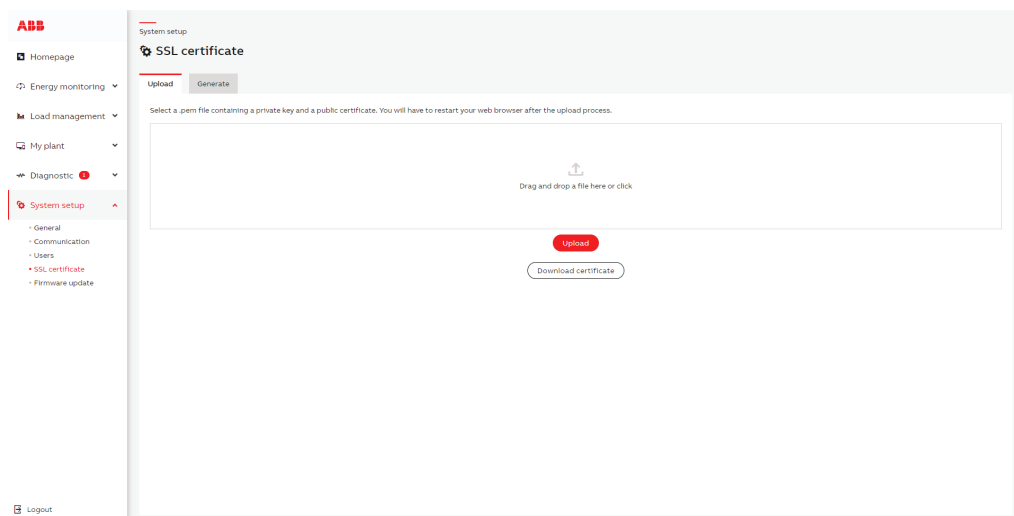 ABB
Homepage
Energy monitoring
Load management
My plant
Diagnostic 1
System setup
General
Communication
Users
SSL certificate
Firmware update
Logout
System setup
SSL certificate
Upload Generate
Select a .pem file containing a private key and a public certificate. You will have to restart your web browser after the upload process.
Drag and drop a file here or click
Upload
Download certificate